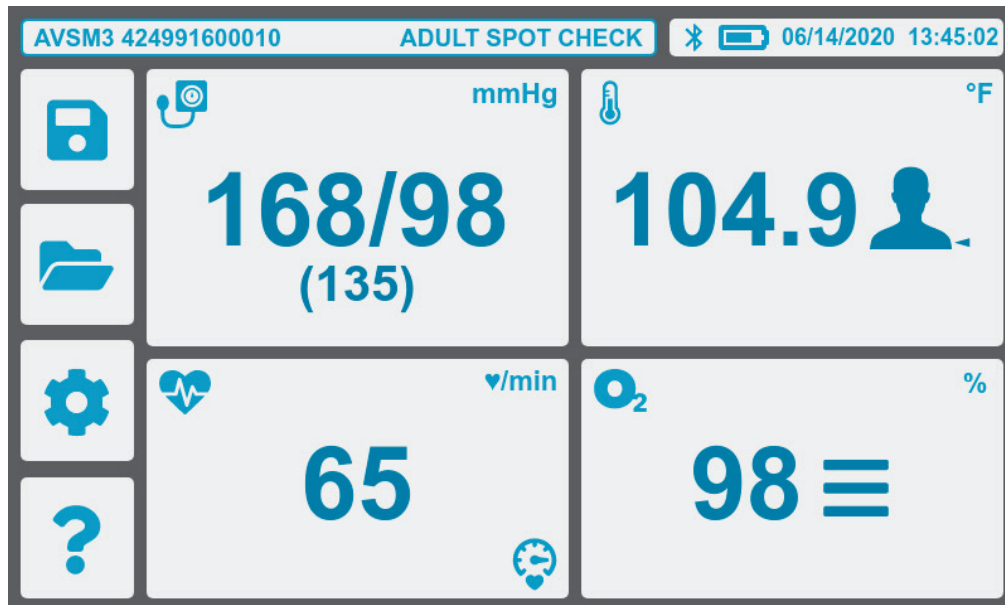 AVSM3 424991600010 ADULT SPOT CHECK 06/14/2020 13:45:02
mmHg
168/98
(135)
°F
104.9
♥/min
65
O2 %
98
?